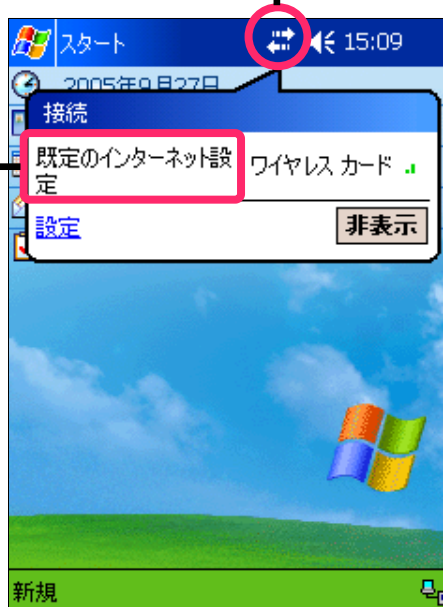 スタート 15:09
2005年9月27日
接続
既定のインターネット設
定
ワイヤレス カード
設定 非表示
新規